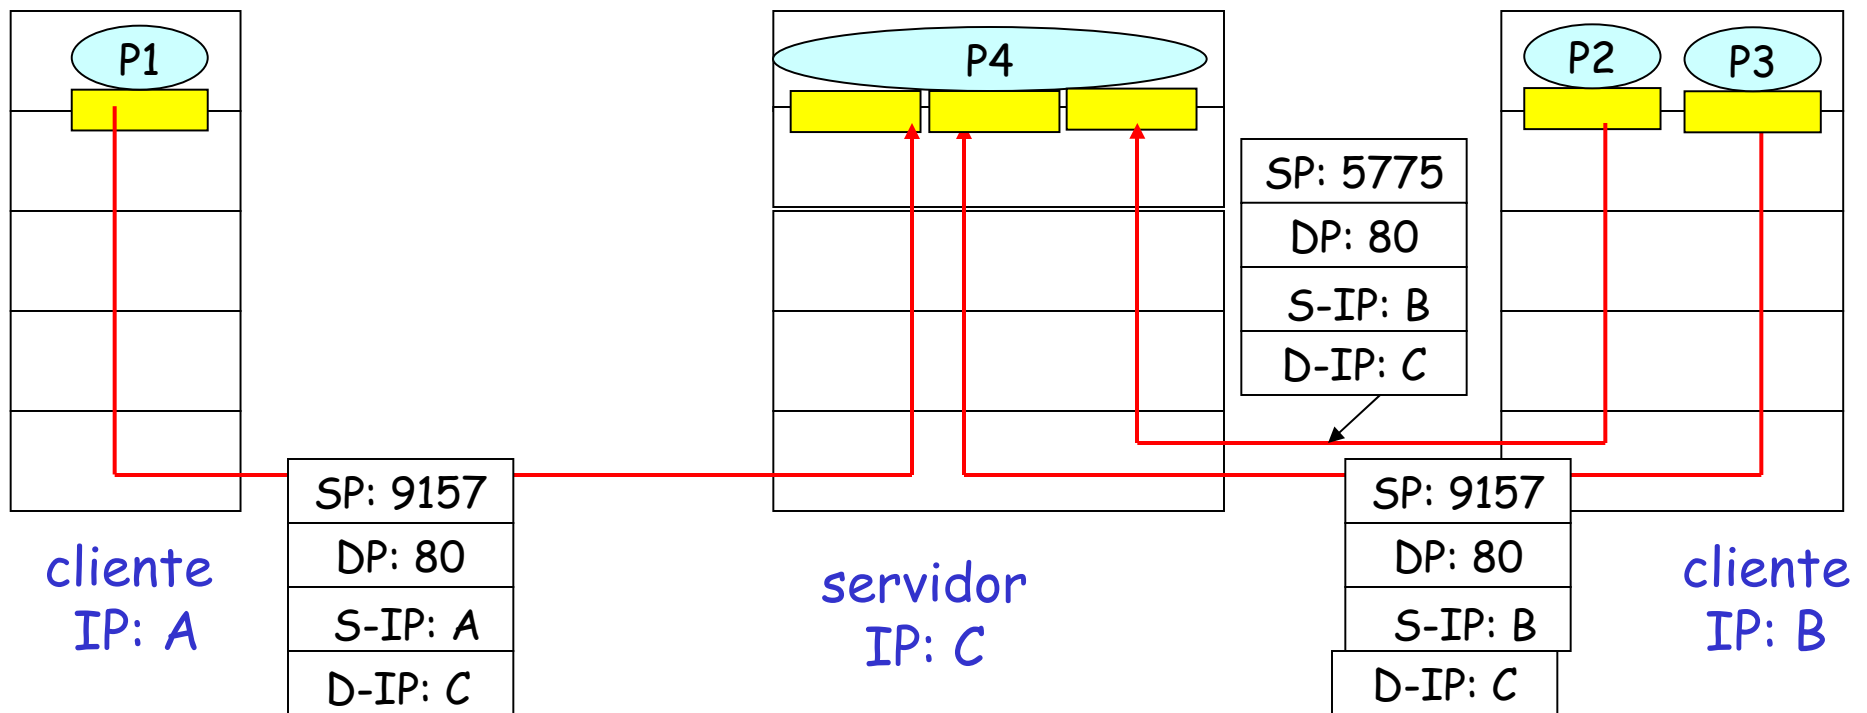 P1
P4
P2
P3
SP: 5775
DP: 80
S-IP: B
D-IP: C
SP: 9157
DP: 80
S-IP: A
D-IP: C
SP: 9157
DP: 80
S-IP: B
D-IP: C
cliente
IP: A
servidor
IP: C
cliente
IP: B